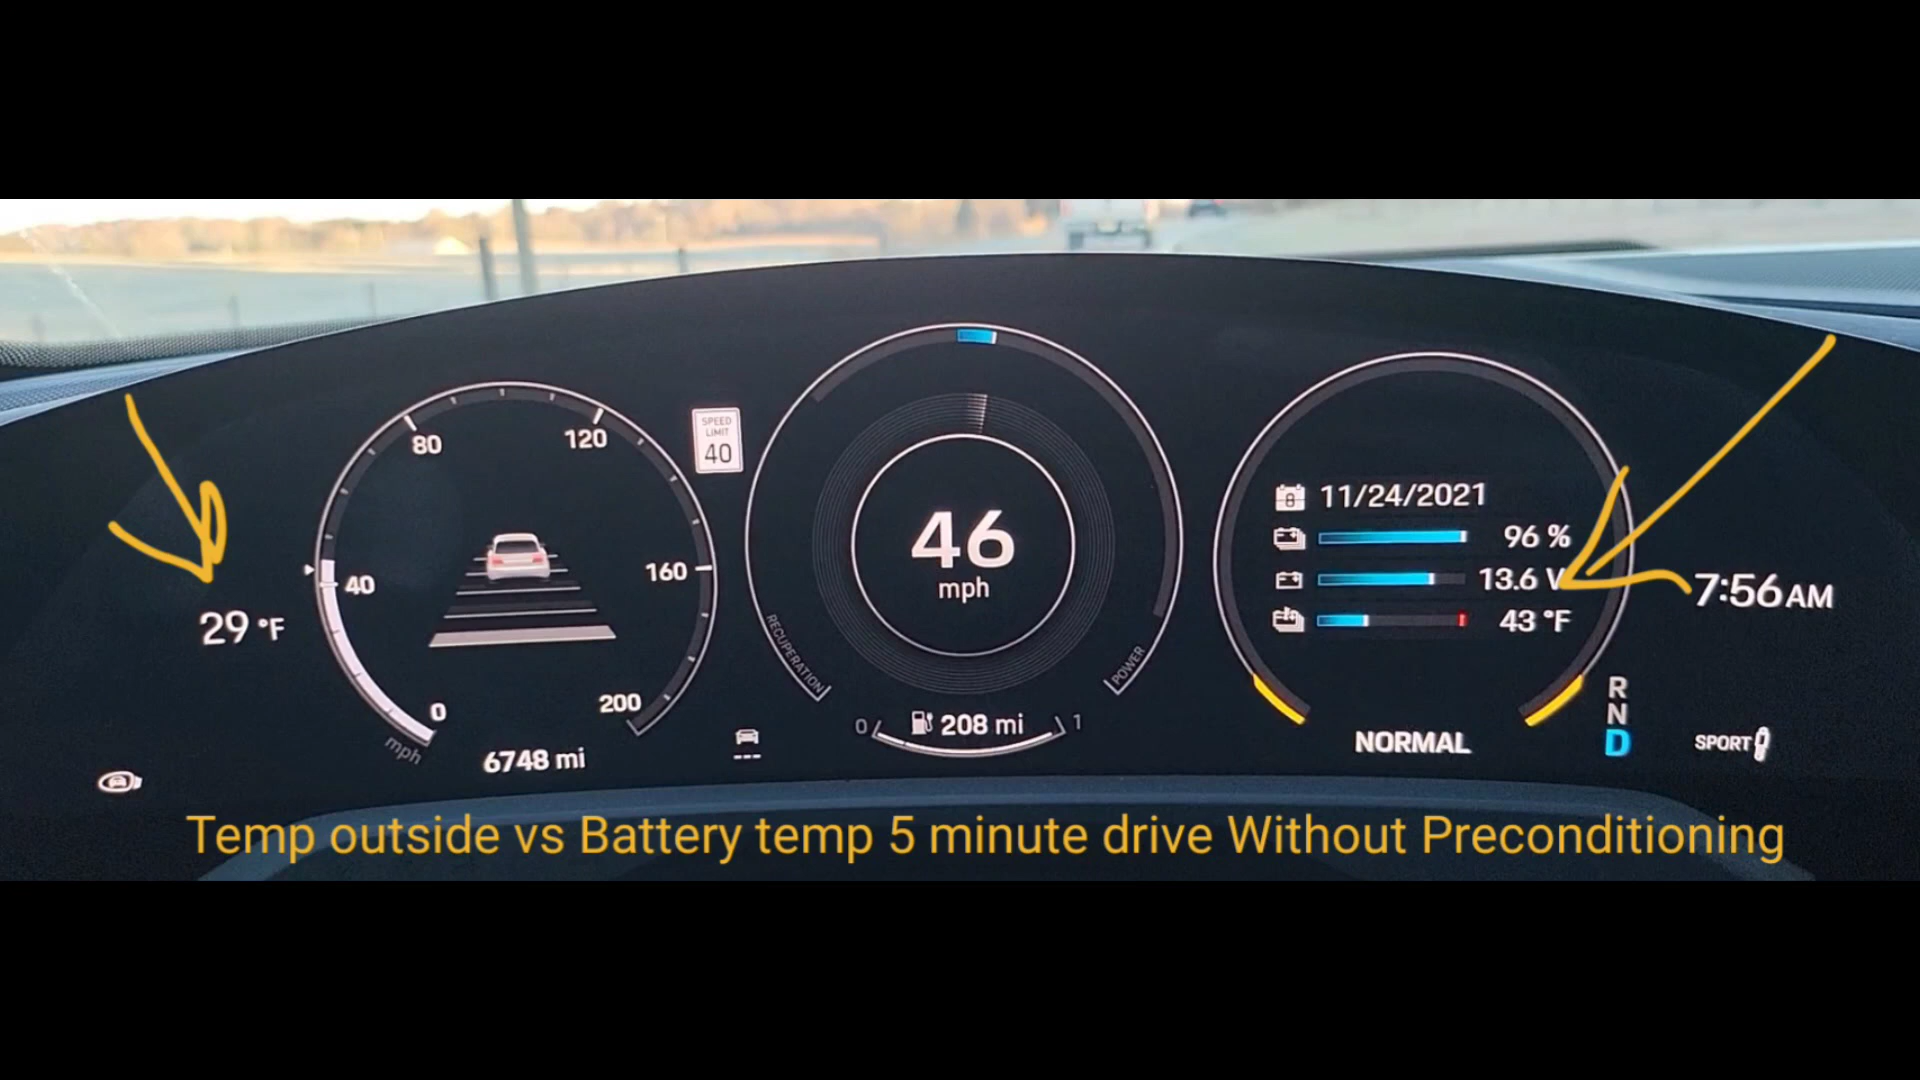 80
120
SPEED
LIMIT
40
11/24/2021
46
mph
96 %
13.6 V
43 °F
40
160
7:56AM
29 °F
RECUPERATION
POWER
0
200
mph
6748 mi
0
208 mi
1
NORMAL
R
N
D
SPORT
Temp outside vs Battery temp 5 minute drive Without Preconditioning